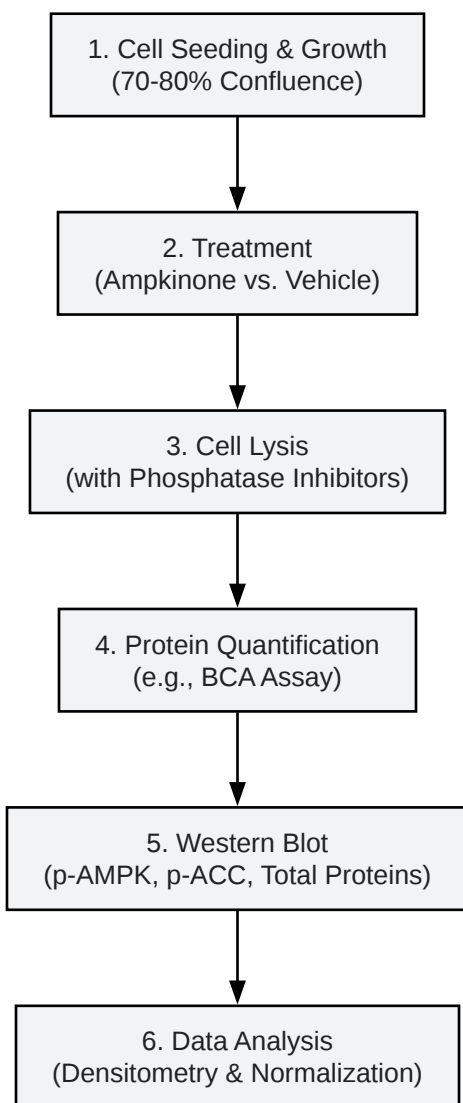 1. Cell Seeding & Growth
(70-80% Confluence)
2. Treatment
(Ampkinone vs. Vehicle)
3. Cell Lysis
(with Phosphatase Inhibitors)
4. Protein Quantification
(e.g., BCA Assay)
5. Western Blot
(p-AMPK, p-ACC, Total Proteins)
6. Data Analysis
(Densitometry & Normalization)